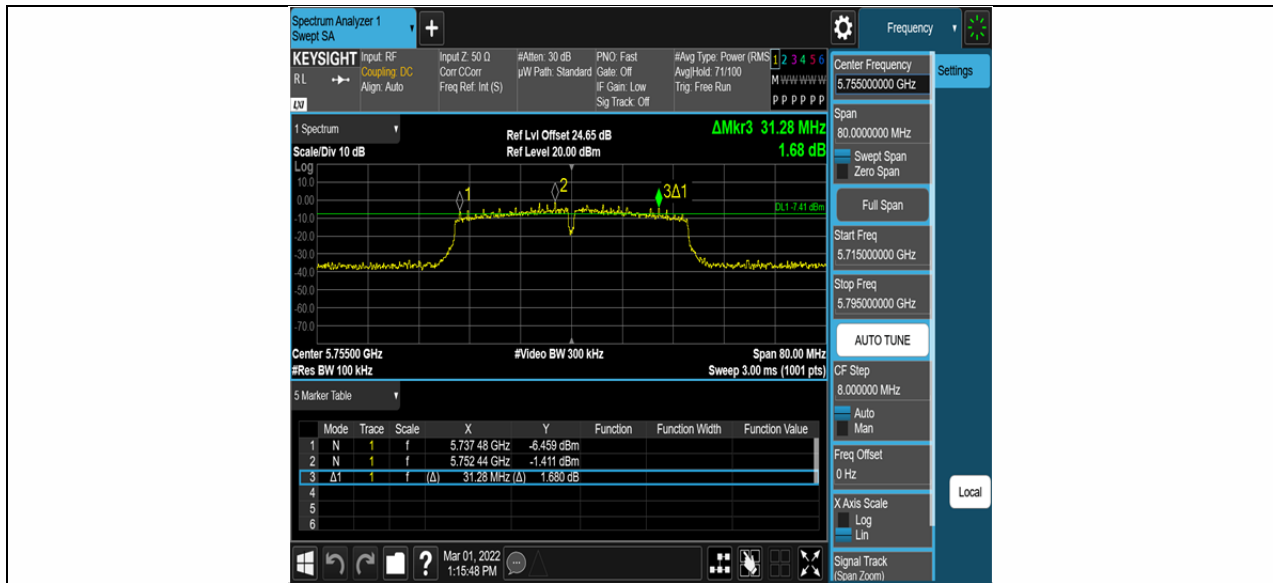 Spectrum Analyzer 1
Swept SA
+
Frequency
KEYSIGHT
RL
LXI
Input: RF
Coupling: DC
Align: Auto
Input Z: 50 Ω
Corr CCorr
Freq Ref: Int (S)
#Atten: 30 dB
µW Path: Standard
PNO: Fast
Gate: Off
IF Gain: Low
Sig Track: Off
#Avg Type: Power (RMS
Avg|Hold: 71/100
Trig: Free Run
1 2 3 4 5 6
M W W W W W
P P P P P P
1 Spectrum
Scale/Div 10 dB
Ref Lvl Offset 24.65 dB
Ref Level 20.00 dBm
ΔMkr3 31.28 MHz
1.68 dB
Log
10.0
0.00
-10.0
-20.0
-30.0
-40.0
-50.0
-60.0
-70.0
1
2
3Δ1
DL1 -7.41 dBm
Center 5.75500 GHz
#Video BW 300 kHz
Span 80.00 MHz
#Res BW 100 kHz
Sweep 3.00 ms (1001 pts)
5 Marker Table
Mode Trace Scale X Y Function Function Width Function Value
1 N 1 f 5.737 48 GHz -6.459 dBm
2 N 1 f 5.752 44 GHz -1.411 dBm
3 Δ1 1 f (Δ) 31.28 MHz (Δ) 1.680 dB
4
5
6
?
Mar 01, 2022
1:15:48 PM
Center Frequency
5.755000000 GHz
Settings
Span
80.0000000 MHz
Swept Span
Zero Span
Full Span
Start Freq
5.715000000 GHz
Stop Freq
5.795000000 GHz
AUTO TUNE
CF Step
8.000000 MHz
Auto
Man
Freq Offset
0 Hz
X Axis Scale
Log
Lin
Local
Signal Track
(Span Zoom)